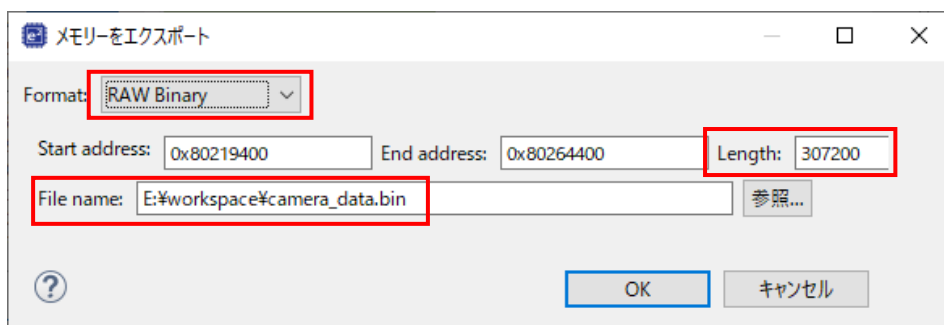 メモリーをエクスポート
Format: RAW Binary
Start address: 0x80219400 End address: 0x80264400 Length: 307200
File name: E:¥workspace¥camera_data.bin 参照...
OK キャンセル